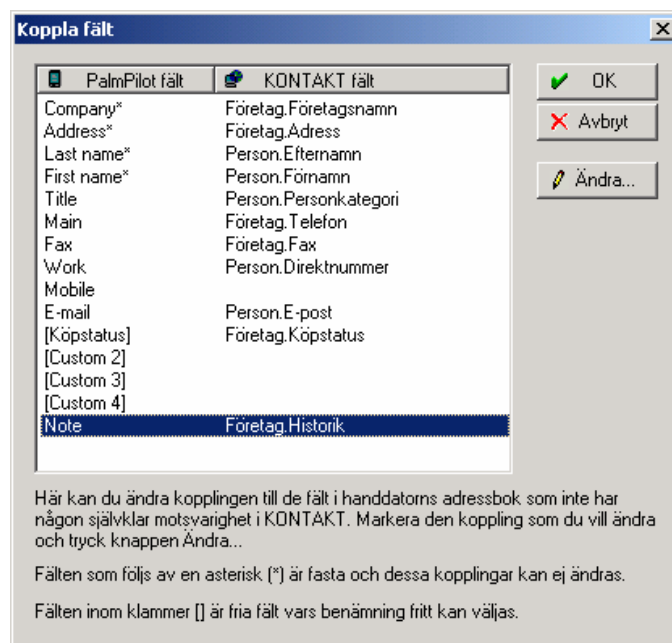 Koppla fält
PalmPilot fält KONTAKT fält
OK
Company* Företag.Företagsnamn
Address* Företag.Adress
Avbryt
Last name* Person.Efternamn
First name* Person.Förnamn
Ändra...
Title Person.Personkategori
Main Företag.Telefon
Fax Företag.Fax
Work Person.Direktnummer
Mobile
E-mail Person.E-post
[Köpstatus] Företag.Köpstatus
[Custom 2]
[Custom 3]
[Custom 4]
Note Företag.Historik
Här kan du ändra kopplingen till de fält i handdatorns adressbok som inte har
någon självklar motsvarighet i KONTAKT. Markera den koppling som du vill ändra
och tryck knappen Ändra...
Fälten som följs av en asterisk (*) är fasta och dessa kopplingar kan ej ändras.
Fälten inom klammer [] är fria fält vars benämning fritt kan väljas.